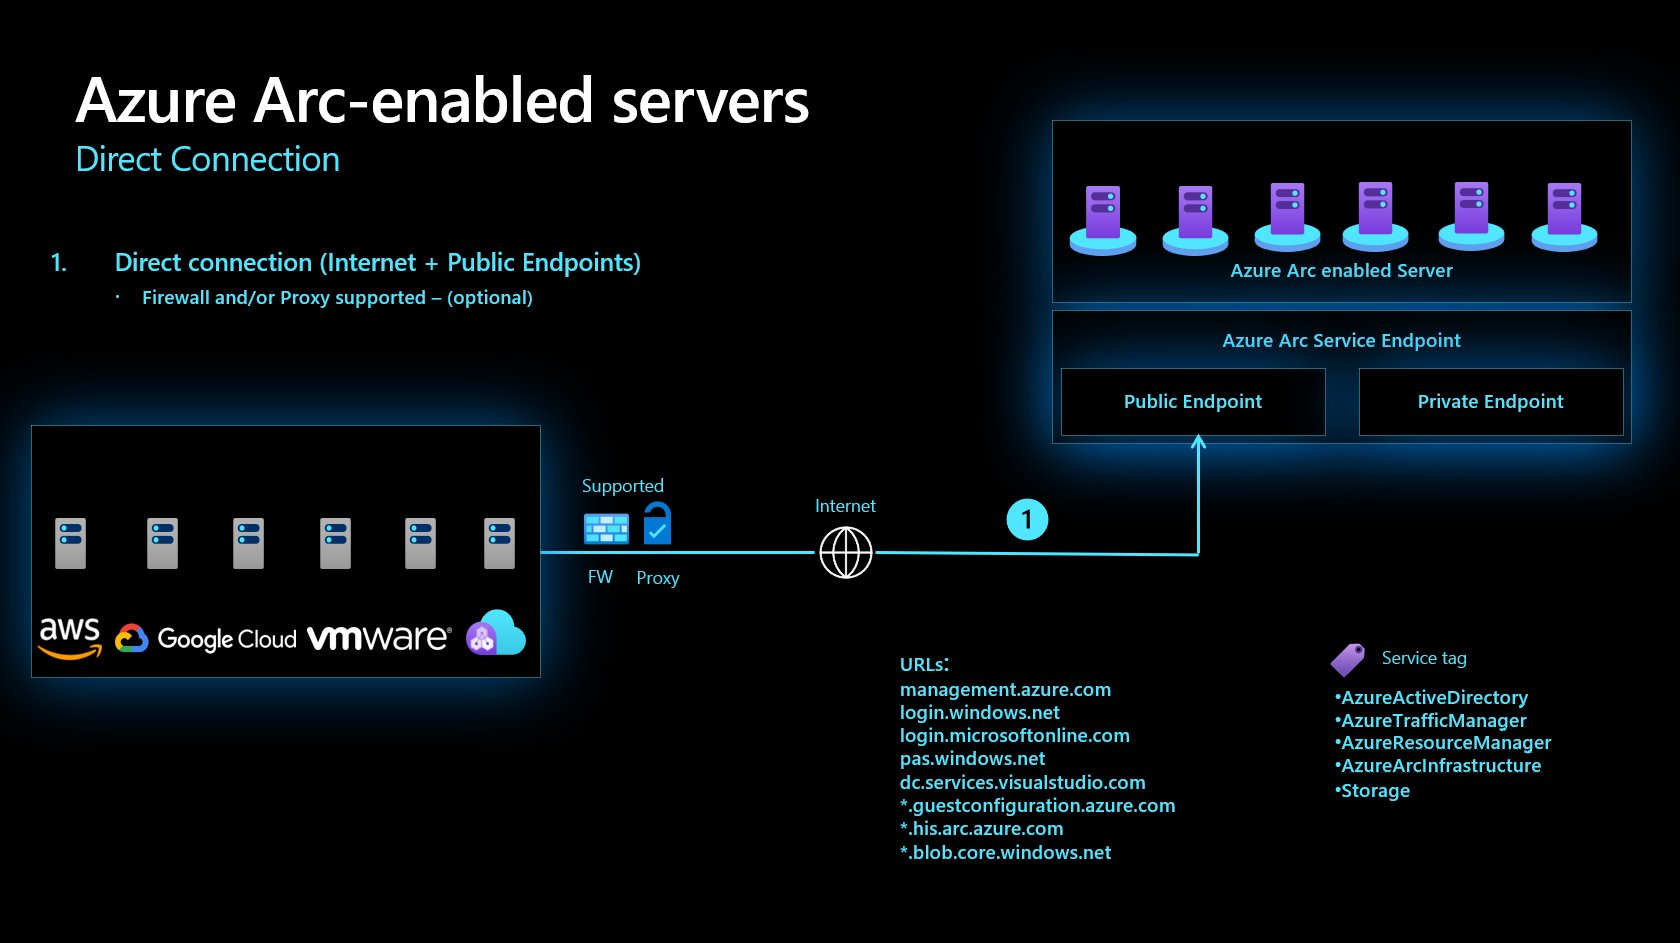 Azure Arc-enabled servers
Direct Connection
1. Direct connection (Internet + Public Endpoints)
· Firewall and/or Proxy supported – (optional)
Azure Arc enabled Server
Azure Arc Service Endpoint
Public Endpoint
Private Endpoint
Supported
FW
Proxy
Internet
1
aws
Google Cloud
vmware®
URLs:
management.azure.com
login.windows.net
login.microsoftonline.com
pas.windows.net
dc.services.visualstudio.com
*.guestconfiguration.azure.com
*.his.arc.azure.com
*.blob.core.windows.net
Service tag
•AzureActiveDirectory
•AzureTrafficManager
•AzureResourceManager
•AzureArcInfrastructure
•Storage